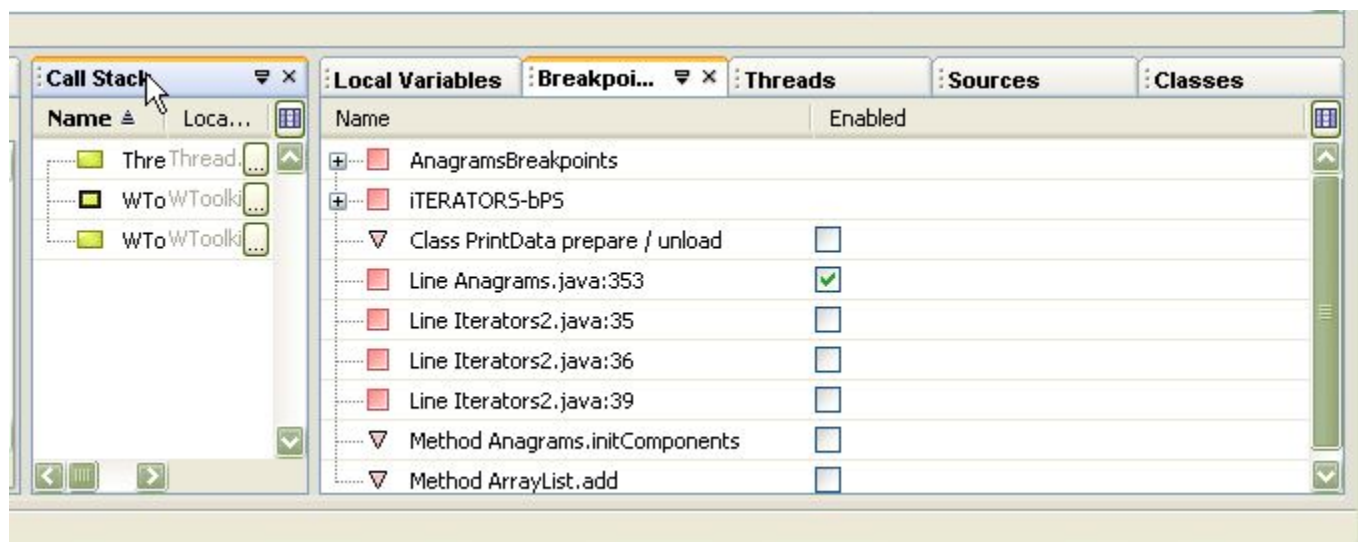 Call Stack
Name Loca...
Thre Thread. ...
WTo WToolki ...
WTo WToolki ...
Local Variables Breakpoi... Threads Sources Classes
Name Enabled
AnagramsBreakpoints
iTERATORS-bPS
Class PrintData prepare / unload
Line Anagrams.java:353
Line Iterators2.java:35
Line Iterators2.java:36
Line Iterators2.java:39
Method Anagrams.initComponents
Method ArrayList.add